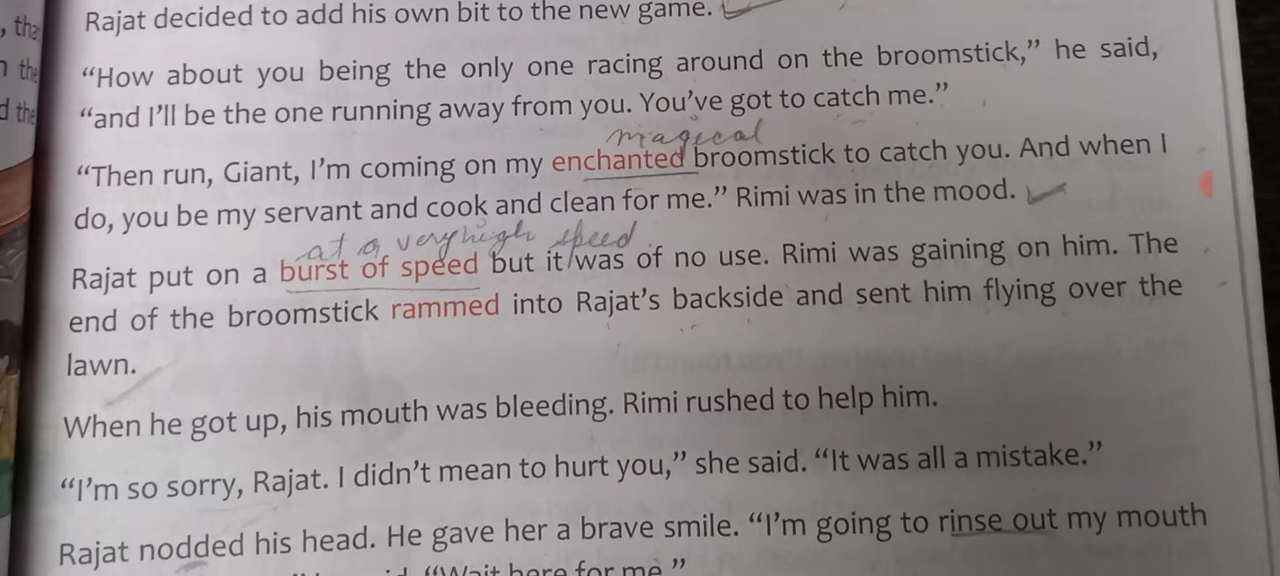 Rajat decided to add his own bit to the new game.
“How about you being the only one racing around on the broomstick,” he said,
“and I’ll be the one running away from you. You’ve got to catch me.”
magical
“Then run, Giant, I’m coming on my enchanted broomstick to catch you. And when I
do, you be my servant and cook and clean for me.” Rimi was in the mood.
at a very high speed
Rajat put on a burst of speed but it was of no use. Rimi was gaining on him. The
end of the broomstick rammed into Rajat’s backside and sent him flying over the
lawn.
When he got up, his mouth was bleeding. Rimi rushed to help him.
“I’m so sorry, Rajat. I didn’t mean to hurt you,” she said. “It was all a mistake.”
Rajat nodded his head. He gave her a brave smile. “I’m going to rinse out my mouth
“Wait here for me.”